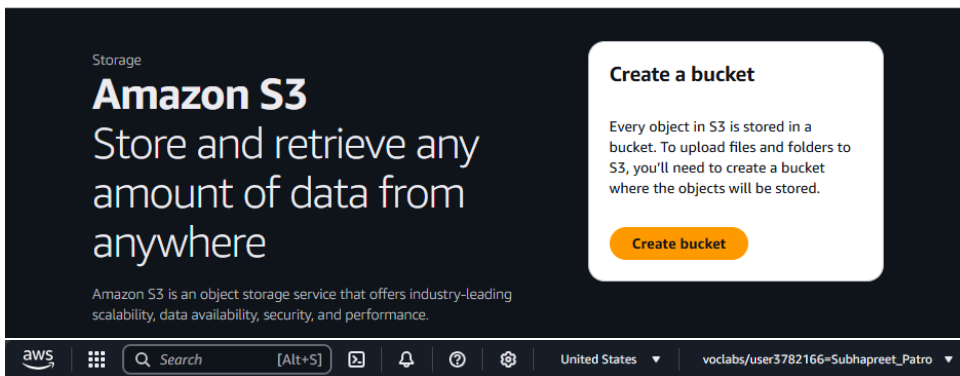 Storage
Amazon S3
Store and retrieve any
amount of data from
anywhere
Amazon S3 is an object storage service that offers industry-leading
scalability, data availability, security, and performance.
Create a bucket
Every object in S3 is stored in a
bucket. To upload files and folders to
S3, you'll need to create a bucket
where the objects will be stored.
Create bucket
aws Search [Alt+S] United States voclabs/user3782166=Subhapreet_Patro